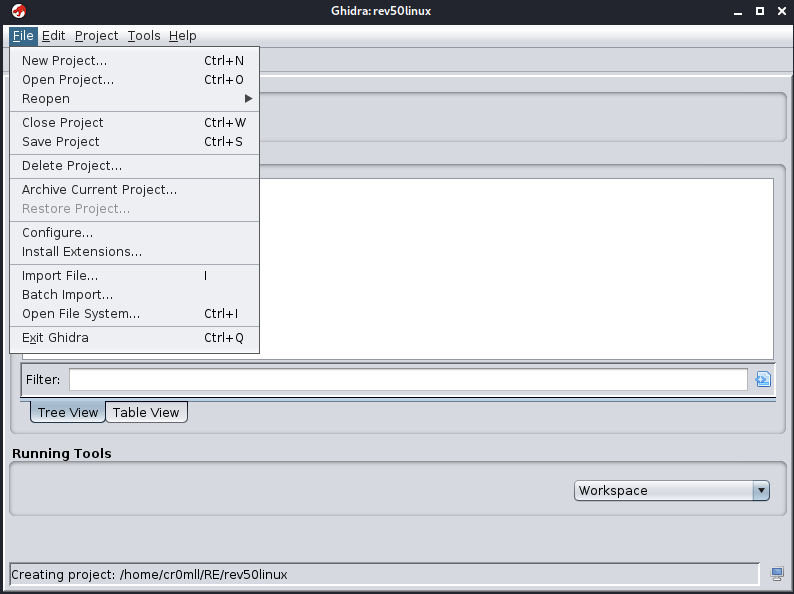 Ghidra: rev50linux
File Edit Project Tools Help
New Project... Ctrl+N
Open Project... Ctrl+O
Reopen
Close Project Ctrl+W
Save Project Ctrl+S
Delete Project...
Archive Current Project...
Restore Project...
Configure...
Install Extensions...
Import File... I
Batch Import...
Open File System... Ctrl+I
Exit Ghidra Ctrl+Q
Filter:
Tree View Table View
Running Tools
Workspace
Creating project: /home/cr0mll/RE/rev50linux